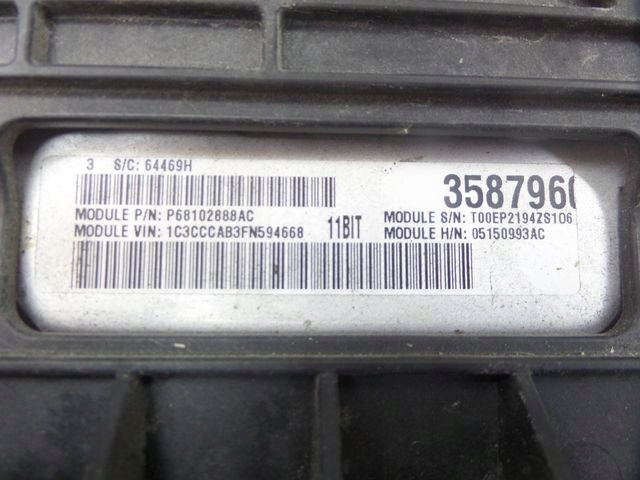 3 S/C: 64469H
3587960
MODULE P/N: P68102888AC
MODULE VIN: 1C3CCCAB3FN594668
11BIT
MODULE S/N: T00EP2194ZS106
MODULE H/N: 05150993AC